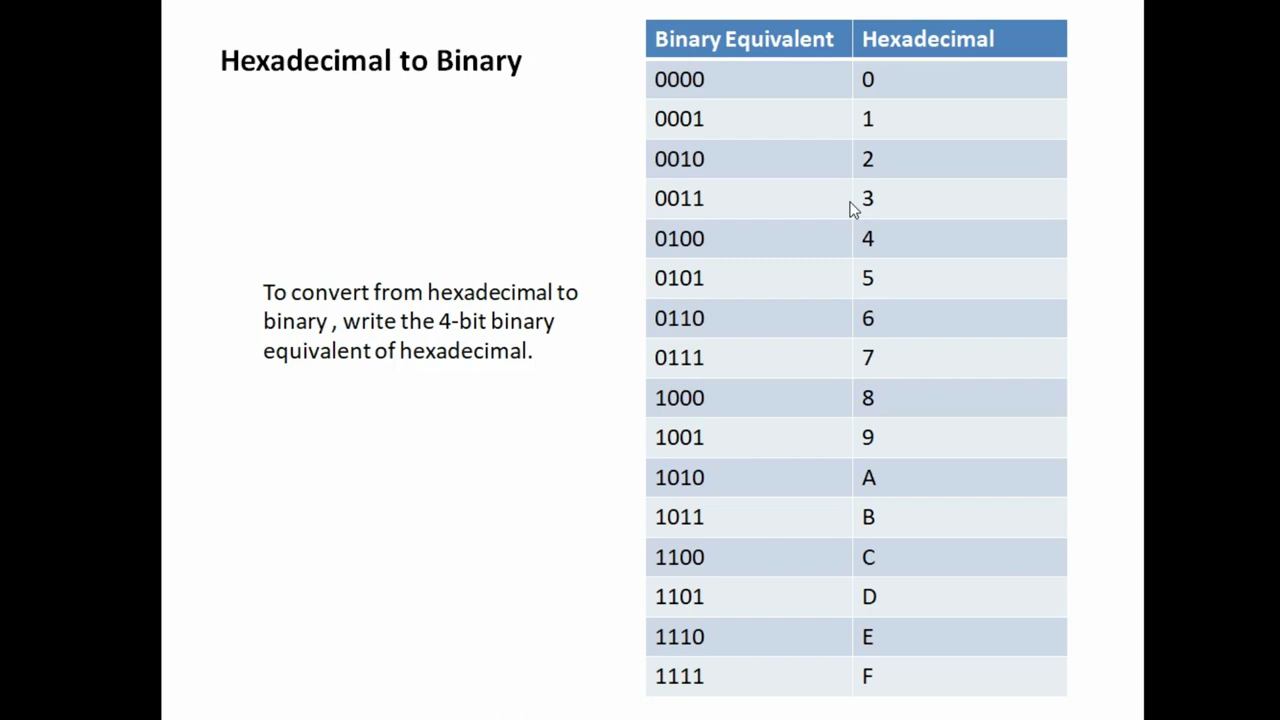 Hexadecimal to Binary
To convert from hexadecimal to
binary , write the 4-bit binary
equivalent of hexadecimal.
Binary Equivalent Hexadecimal
0000 0
0001 1
0010 2
0011 3
0100 4
0101 5
0110 6
0111 7
1000 8
1001 9
1010 A
1011 B
1100 C
1101 D
1110 E
1111 F